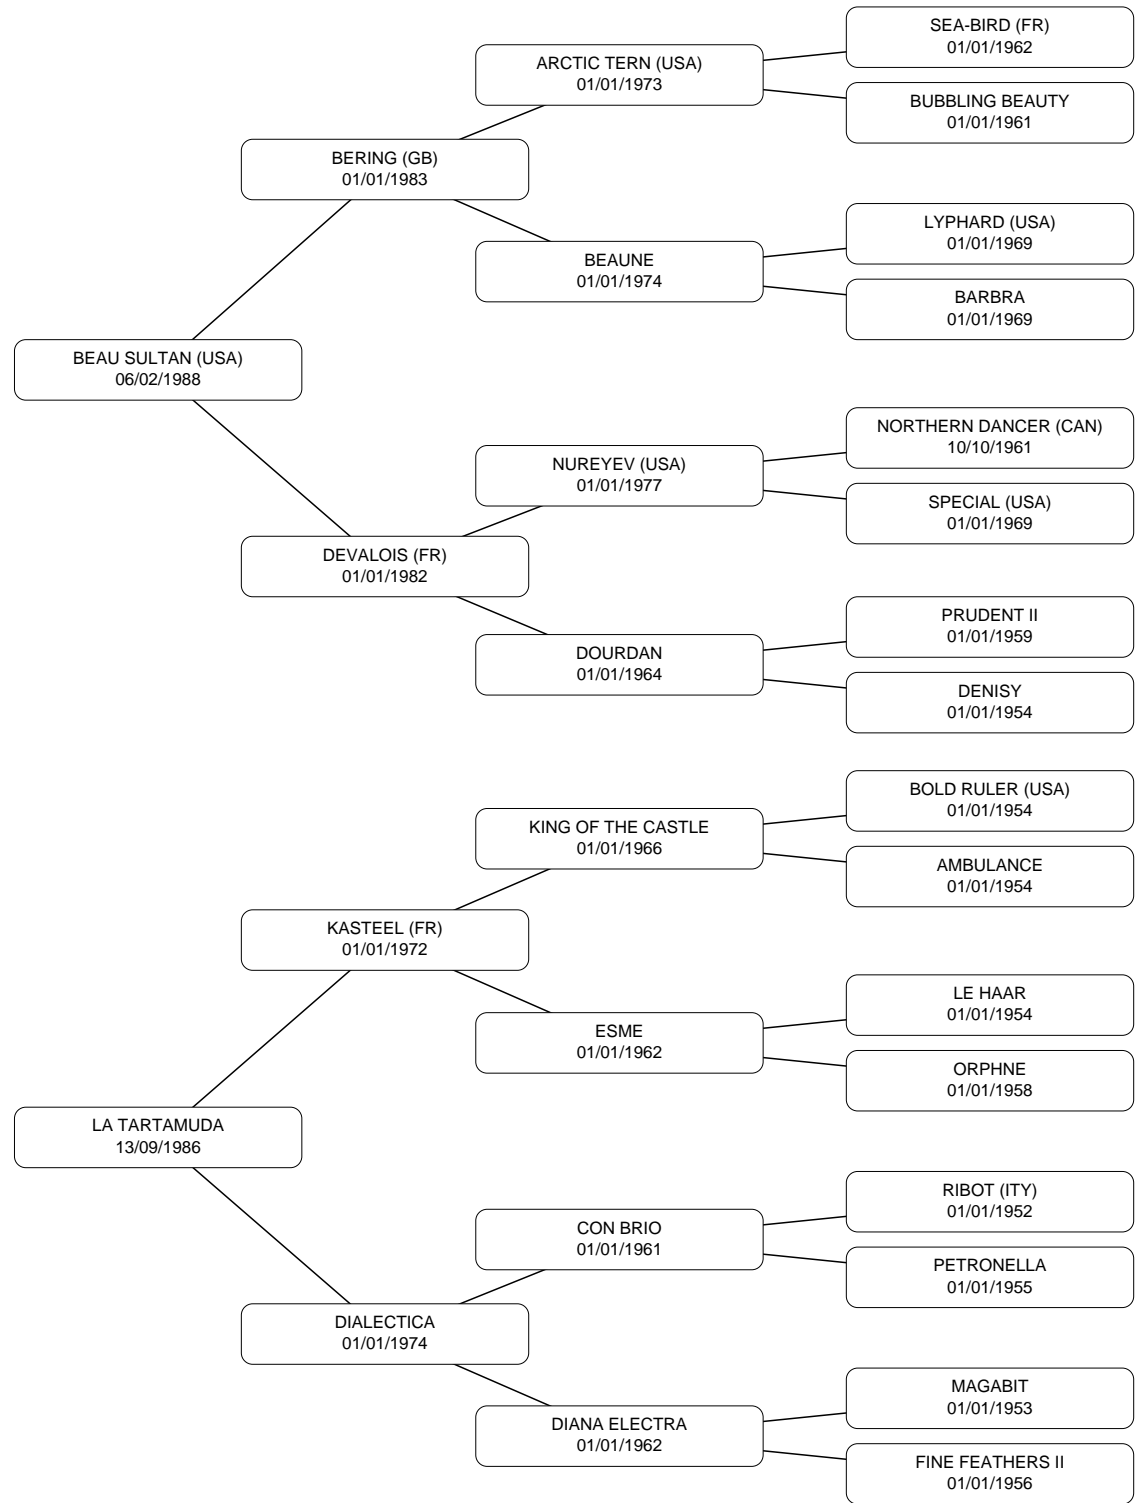 SEA-BIRD (FR)
01/01/1962
ARCTIC TERN (USA)
01/01/1973
BUBBLING BEAUTY
01/01/1961
BERING (GB)
01/01/1983
LYPHARD (USA)
01/01/1969
BEAUNE
01/01/1974
BARBRA
01/01/1969
BEAU SULTAN (USA)
06/02/1988
NORTHERN DANCER (CAN)
10/10/1961
NUREYEV (USA)
01/01/1977
SPECIAL (USA)
01/01/1969
DEVALOIS (FR)
01/01/1982
PRUDENT II
01/01/1959
DOURDAN
01/01/1964
DENISY
01/01/1954
BOLD RULER (USA)
01/01/1954
KING OF THE CASTLE
01/01/1966
AMBULANCE
01/01/1954
KASTEEL (FR)
01/01/1972
LE HAAR
01/01/1954
ESME
01/01/1962
ORPHNE
01/01/1958
LA TARTAMUDA
13/09/1986
RIBOT (ITY)
01/01/1952
CON BRIO
01/01/1961
PETRONELLA
01/01/1955
DIALECTICA
01/01/1974
MAGABIT
01/01/1953
DIANA ELECTRA
01/01/1962
FINE FEATHERS II
01/01/1956